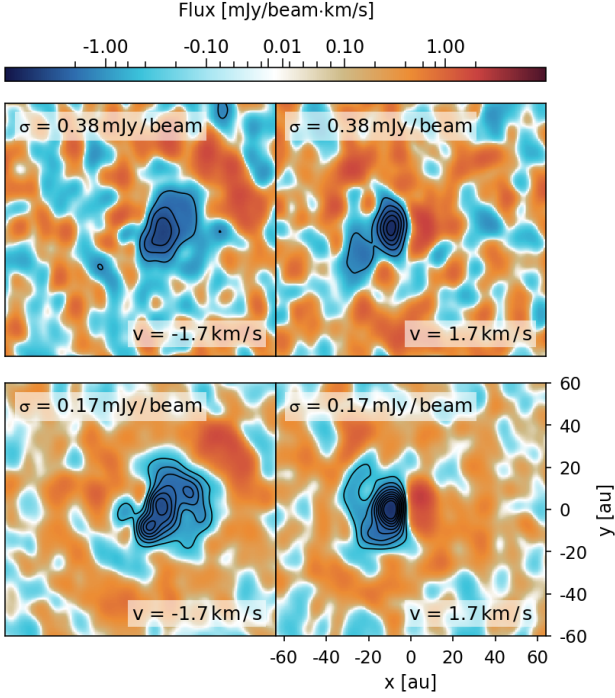 Flux [mJy/beam·km/s]
-1.00 -0.10 0.01 0.10 1.00
σ = 0.38 mJy / beam σ = 0.38 mJy / beam
v = -1.7 km / s v = 1.7 km / s
σ = 0.17 mJy / beam σ = 0.17 mJy / beam 60
40
20
0
y [au]
-20
-40
v = -1.7 km / s v = 1.7 km / s
-60
-60 -40 -20 0 20 40 60
x [au]